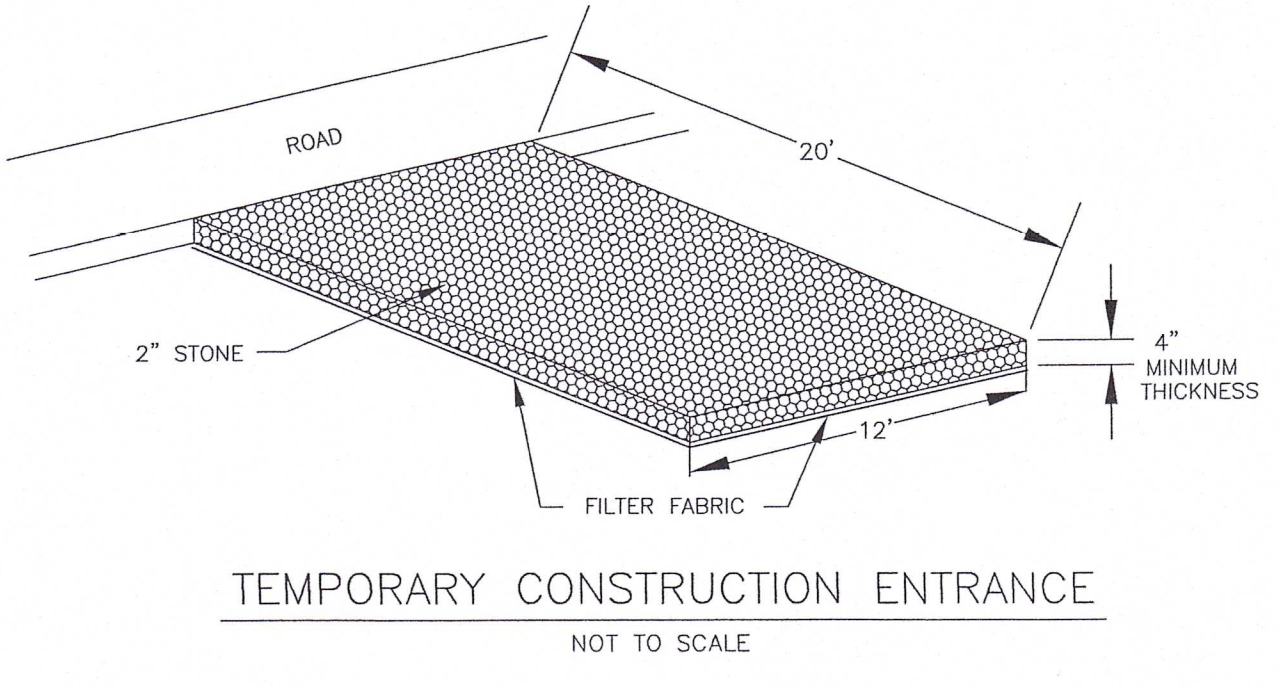 ROAD
20’
2” STONE
4”
MINIMUM
THICKNESS
12’
FILTER FABRIC
TEMPORARY CONSTRUCTION ENTRANCE
NOT TO SCALE